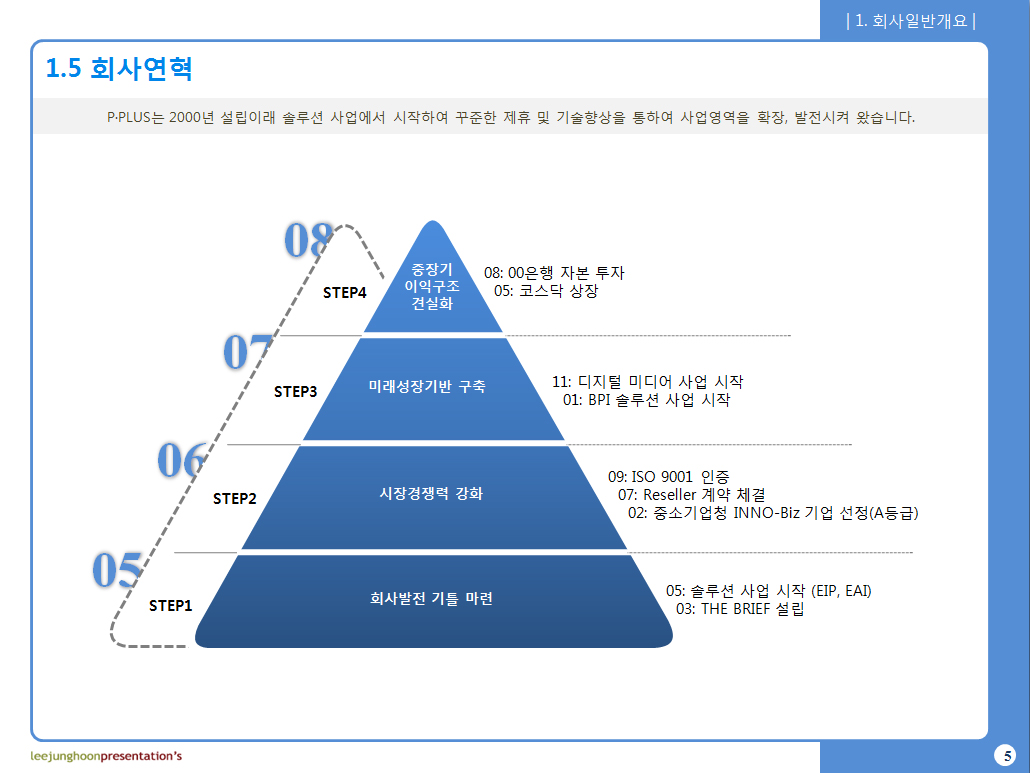 | 1. 회사일반개요 |
1.5 회사연혁
P·PLUS는 2000년 설립이래 솔루션 사업에서 시작하여 꾸준한 제휴 및 기술향상을 통하여 사업영역을 확장, 발전시켜 왔습니다.
08
STEP4
중장기
이익구조
견실화
08: 00은행 자본 투자
05: 코스닥 상장
07
STEP3
미래성장기반 구축
11: 디지털 미디어 사업 시작
01: BPI 솔루션 사업 시작
06
STEP2
시장경쟁력 강화
09: ISO 9001 인증
07: Reseller 계약 체결
02: 중소기업청 INNO-Biz 기업 선정(A등급)
05
STEP1
회사발전 기틀 마련
05: 솔루션 사업 시작 (EIP, EAI)
03: THE BRIEF 설립
leejunghoonpresentation's
5